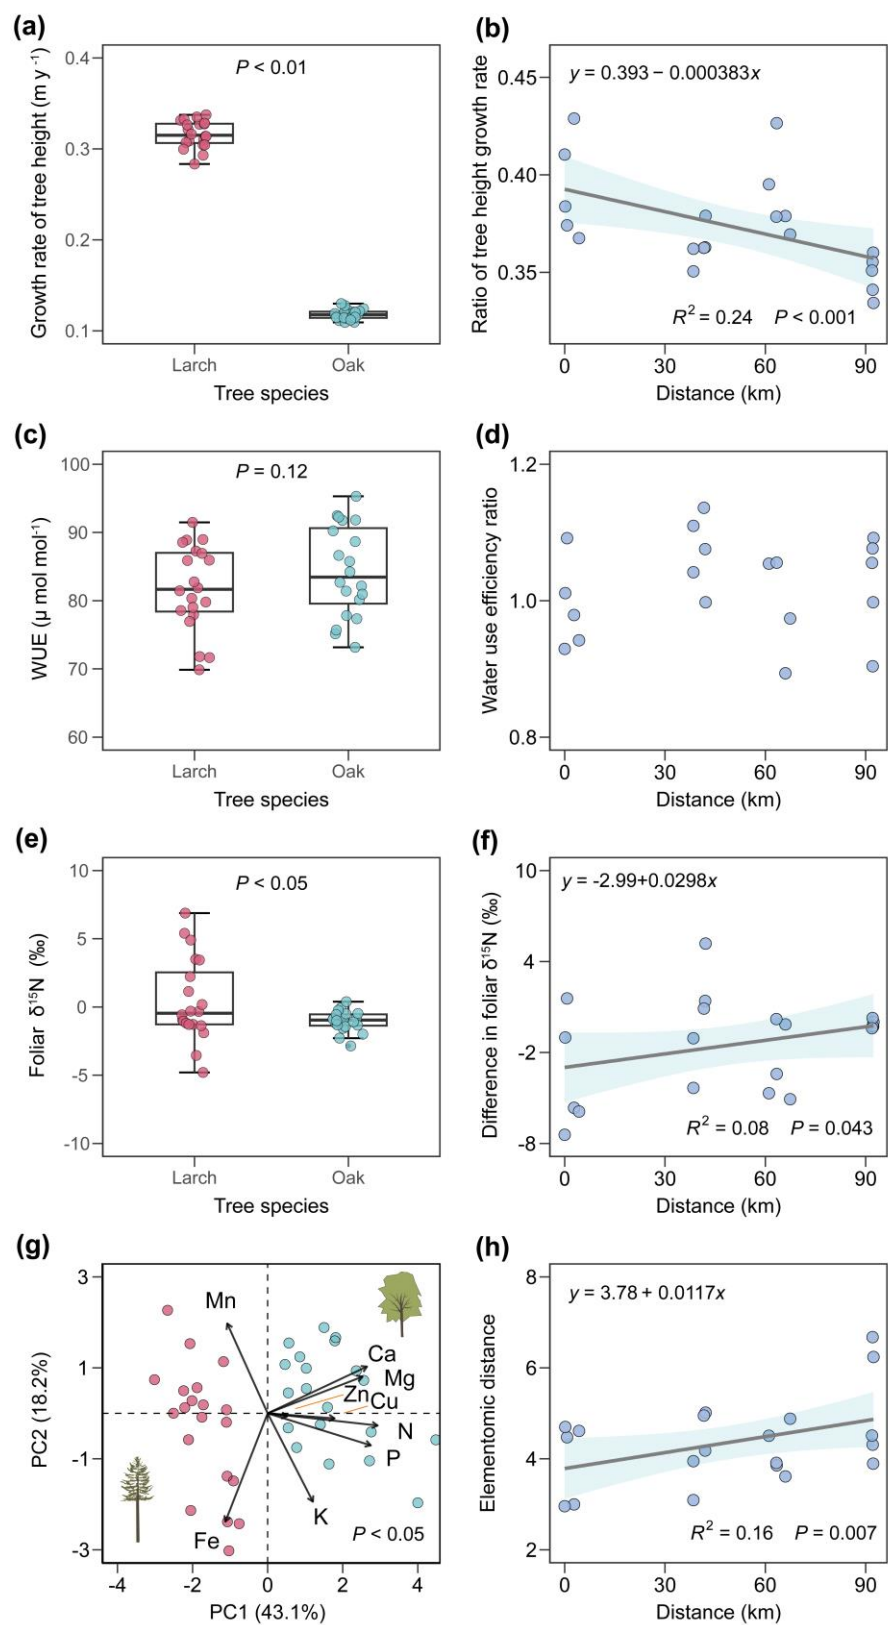 (a)
Growth rate of tree height (m y⁻¹)
0.4
0.3
0.2
0.1
P < 0.01
Larch
Oak
Tree species
(b)
Ratio of tree height growth rate
0.45
0.40
0.35
y = 0.393 − 0.000383x
R² = 0.24 P < 0.001
0
30
60
90
Distance (km)
(c)
WUE (μ mol mol⁻¹)
100
90
80
70
60
P = 0.12
Larch
Oak
Tree species
(d)
Water use efficiency ratio
1.2
1.0
0.8
0
30
60
90
Distance (km)
(e)
Foliar δ¹⁵N (‰)
10
5
0
-5
-10
P < 0.05
Larch
Oak
Tree species
(f)
Difference in foliar δ¹⁵N (‰)
10
4
-2
-8
y = -2.99+0.0298x
R² = 0.08 P = 0.043
0
30
60
90
Distance (km)
(g)
PC2 (18.2%)
3
1
-1
-3
Mn
Ca
Mg
Zn
Cu
N
P
K
Fe
P < 0.05
-4
-2
0
2
4
PC1 (43.1%)
(h)
Elementomic distance
8
6
4
2
y = 3.78 + 0.0117x
R² = 0.16 P = 0.007
0
30
60
90
Distance (km)